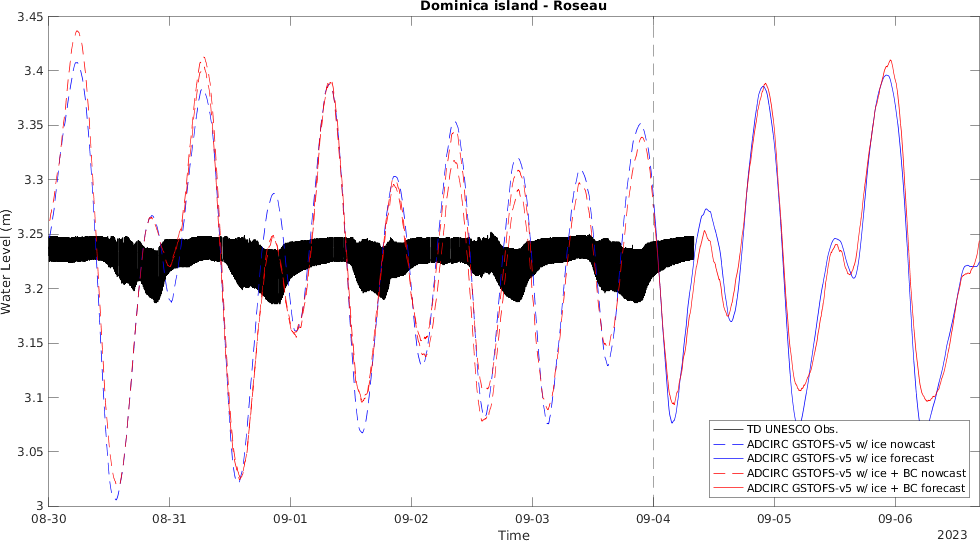 Dominica island - Roseau
3.45
3.4
3.35
3.3
3.25
3.2
3.15
3.1
3.05
3
Water Level (m)
08-30 08-31 09-01 09-02 09-03 09-04 09-05 09-06
Time
2023
TD UNESCO Obs.
ADCIRC GSTOFS-v5 w/ ice nowcast
ADCIRC GSTOFS-v5 w/ ice forecast
ADCIRC GSTOFS-v5 w/ ice + BC nowcast
ADCIRC GSTOFS-v5 w/ ice + BC forecast